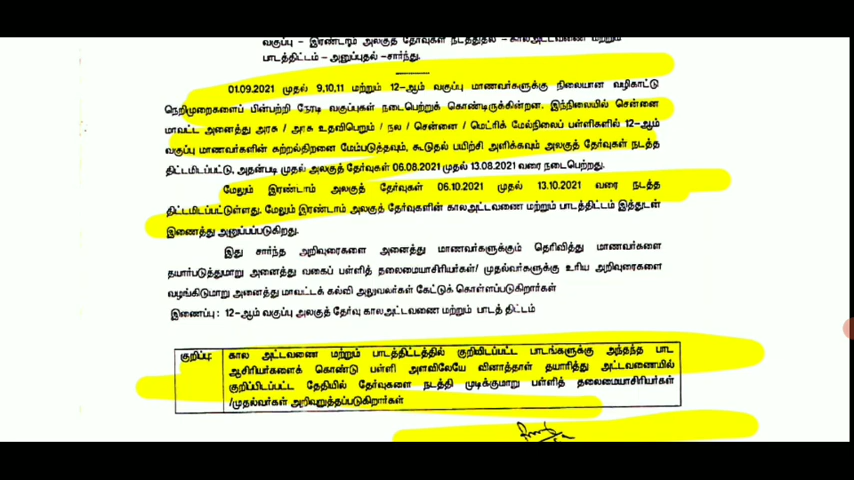 வகுப்பு – இரண்டாம் அலகுத் தேர்வுகள் நடத்துதல் – கால அட்டவணை மற்றும்
பாடத்திட்டம் – அனுப்புதல் –சார்ந்து.
01.09.2021 முதல் 9,10,11 மற்றும் 12-ஆம் வகுப்பு மாணவர்களுக்கு நிலையான வழிகாட்டு
நெறிமுறைகளைப் பின்பற்றி நேரடி வகுப்புகள் நடைபெற்றுக் கொண்டிருக்கின்றன. இந்நிலையில் சென்னை
மாவட்ட அனைத்து அரசு / அரசு உதவிபெறும் / நல / சென்னை / மெட்ரிக் மேல்நிலைப் பள்ளிகளில் 12-ஆம்
வகுப்பு மாணவர்களின் கற்றல்திறனை மேம்படுத்தவும், கூடுதல் பயிற்சி அளிக்கவும் அலகுத் தேர்வுகள் நடத்த
திட்டமிடப்பட்டு, அதன்படி முதல் அலகுத் தேர்வுகள் 06.08.2021 முதல் 13.08.2021 வரை நடைபெற்றது.
மேலும் இரண்டாம் அலகுத் தேர்வுகள் 06.10.2021 முதல் 13.10.2021 வரை நடத்த
திட்டமிடப்பட்டுள்ளது. மேலும் இரண்டாம் அலகுத் தேர்வுகளின் காலஅட்டவணை மற்றும் பாடத்திட்டம் இத்துடன்
இணைத்து அனுப்பப்படுகிறது.
இது சார்ந்த அறிவுரைகளை அனைத்து மாணவர்களுக்கும் தெரிவித்து மாணவர்களை
தயார்படுத்துமாறு அனைத்து வகைப் பள்ளித் தலைமையாசிரியர்கள்/ முதல்வர்களுக்கு உரிய அறிவுரைகளை
வழங்கிடுமாறு அனைத்து மாவட்டக் கல்வி அலுவலர்கள் கேட்டுக் கொள்ளப்படுகிறார்கள்
இணைப்பு : 12-ஆம் வகுப்பு அலகுத் தேர்வு காலஅட்டவணை மற்றும் பாடத் திட்டம்
குறிப்பு: கால அட்டவணை மற்றும் பாடத்திட்டத்தில் குறியிடப்பட்ட பாடங்களுக்கு அந்தந்த பாட
ஆசிரியர்களைக் கொண்டு பள்ளி அளவிலேயே வினாத்தாள் தயாரித்து அட்டவணையில்
குறிப்பிடப்பட்ட தேதியில் தேர்வுகளை நடத்தி முடிக்குமாறு பள்ளித் தலைமையாசிரியர்கள்
/முதல்வர்கள் அறிவுறுத்தப்படுகிறார்கள்